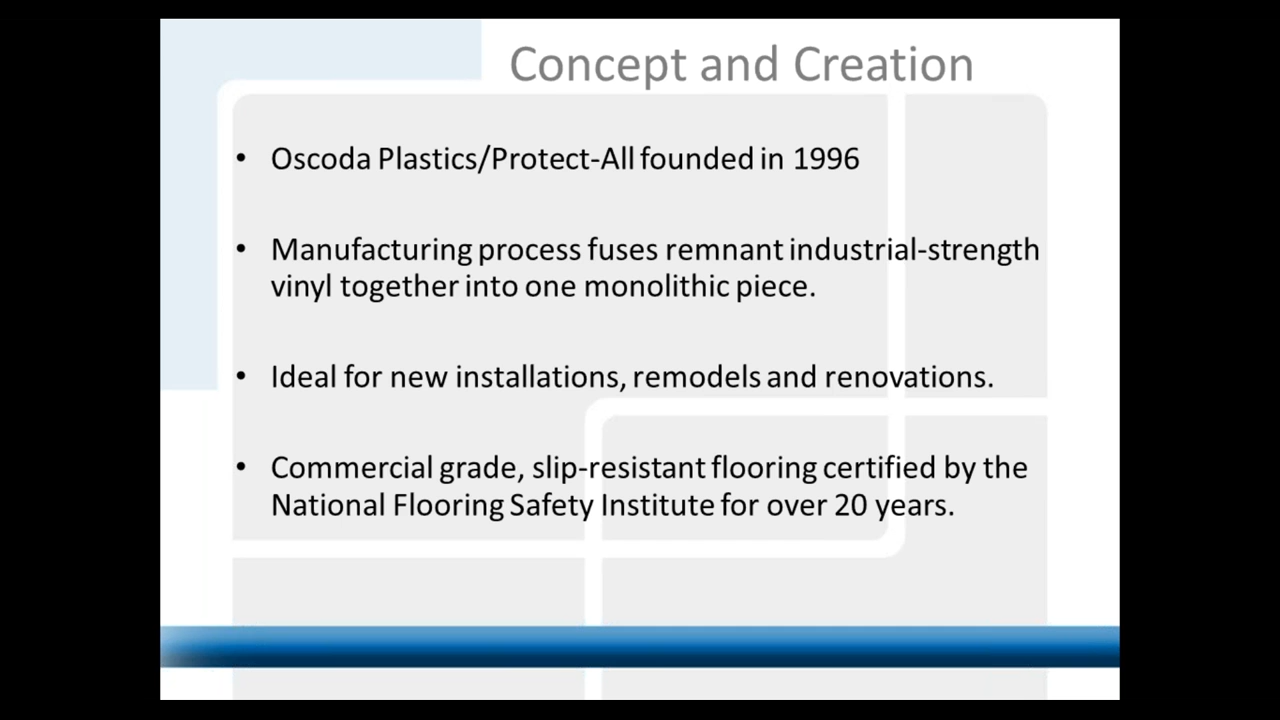 Concept and Creation
• Oscoda Plastics/Protect-All founded in 1996
• Manufacturing process fuses remnant industrial-strength
vinyl together into one monolithic piece.
• Ideal for new installations, remodels and renovations.
• Commercial grade, slip-resistant flooring certified by the
National Flooring Safety Institute for over 20 years.